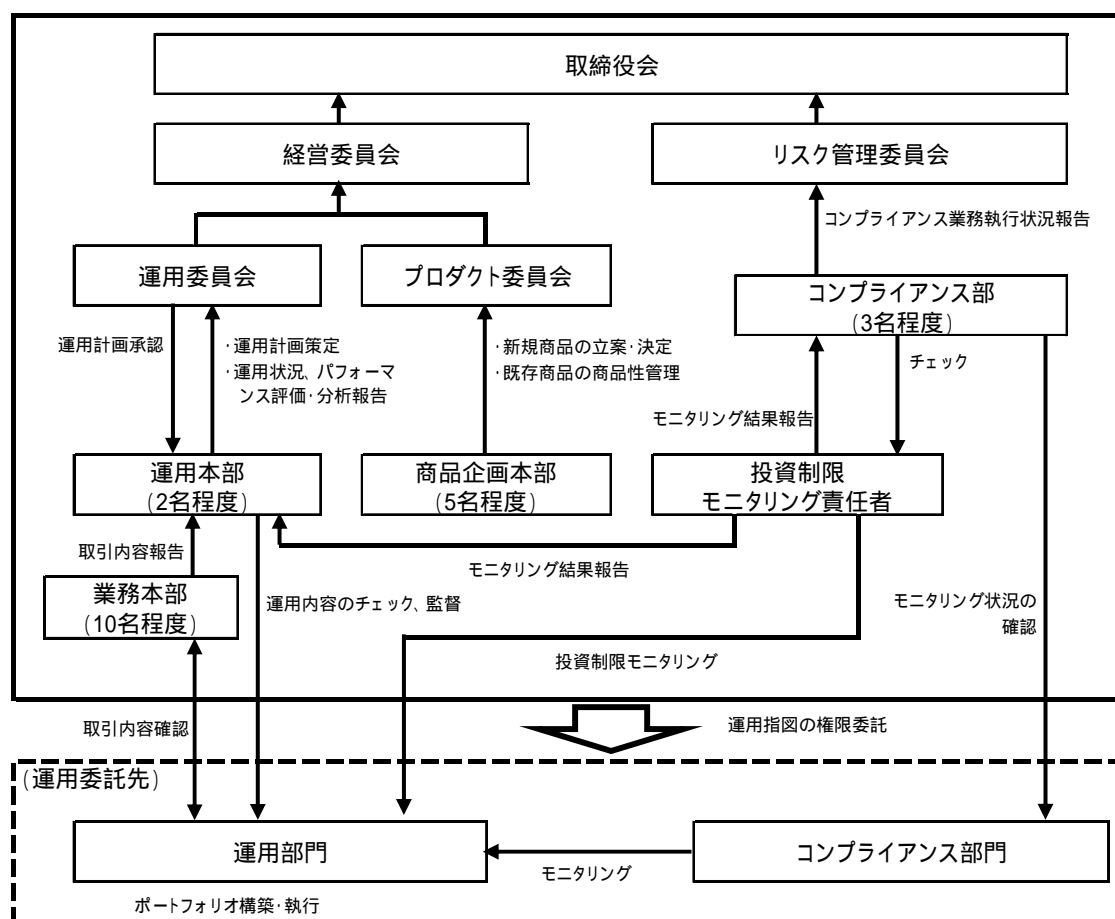 取締役会
経営委員会
リスク管理委員会
コンプライアンス業務執行状況報告
運用委員会
プロダクト委員会
コンプライアンス部
(3名程度)
運用計画承認
・運用計画策定
・運用状況、パフォーマ
ンス評価・分析報告
・新規商品の立案・決定
・既存商品の商品性管理
チェック
モニタリング結果報告
運用本部
(2名程度)
商品企画本部
(5名程度)
投資制限
モニタリング責任者
取引内容報告
モニタリング結果報告
業務本部
(10名程度)
運用内容のチェック、監督
モニタリング状況の
確認
投資制限モニタリング
取引内容確認
運用指図の権限委託
(運用委託先)
運用部門
モニタリング
コンプライアンス部門
ポートフォリオ構築・執行